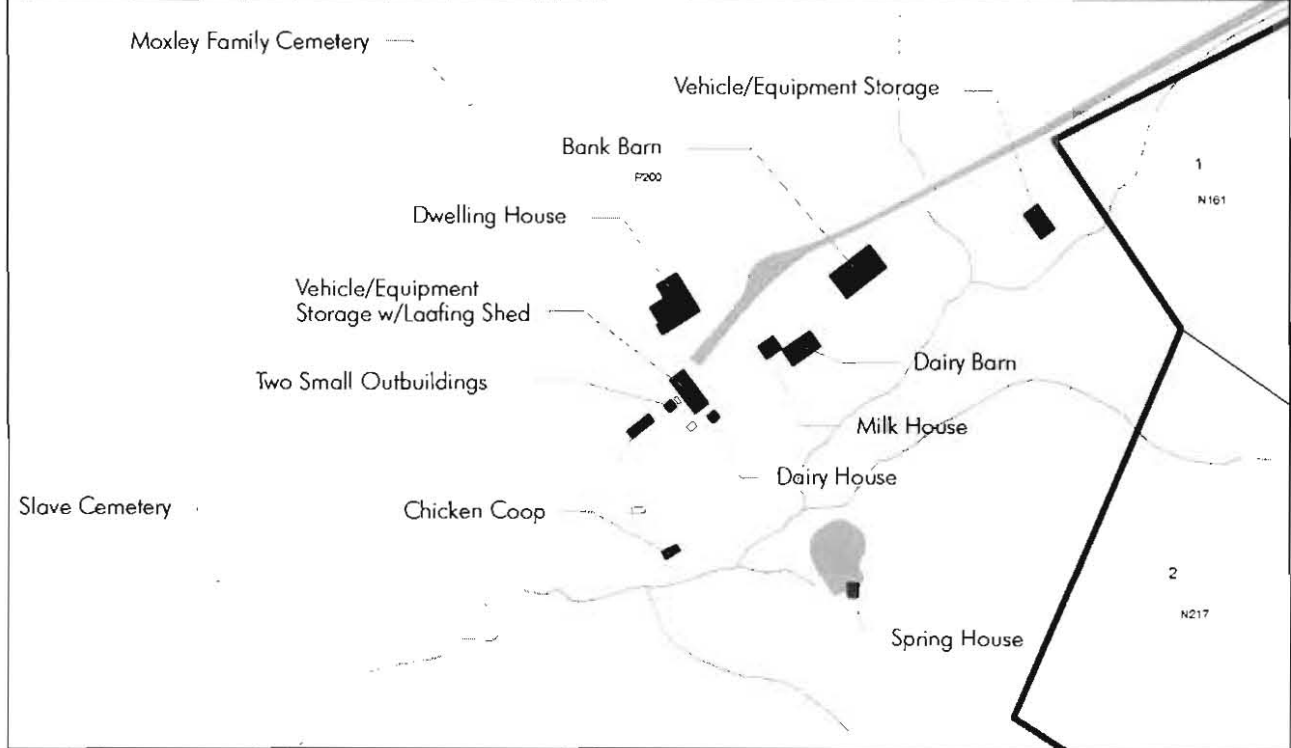 Moxley Family Cemetery
Vehicle/Equipment Storage
Bank Barn
P200
1
N161
Dwelling House
Vehicle/Equipment
Storage w/Laafing Shed
Dairy Barn
Two Small Outbuildings
Milk House
Dairy House
Slave Cemetery
Chicken Coop
2
N217
Spring House